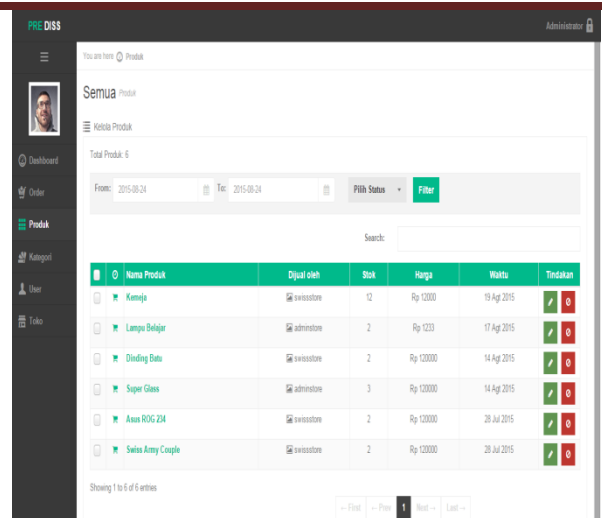 PRE DISS
Administrator
You are here Produk
Semua Produk
Kelola Produk
Total Produk: 6
From: 2015-08-24 To: 2015-08-24 Pilih Status Filter
Search:
Dashboard
Order
Produk
Kategori
User
Toko
Nama Produk Dijual oleh Stok Harga Waktu Tindakan
Kemeja swissstore 12 Rp 12000 19 Agt 2015
Lampu Belajar adminstore 2 Rp 1233 17 Agt 2015
Dinding Batu swissstore 2 Rp 120000 14 Agt 2015
Super Glass adminstore 3 Rp 120000 14 Agt 2015
Asus ROG 234 swissstore 2 Rp 120000 28 Jul 2015
Swiss Army Couple swissstore 2 Rp 120000 28 Jul 2015
Showing 1 to 6 of 6 entries
← First ← Prev 1 Next → Last →